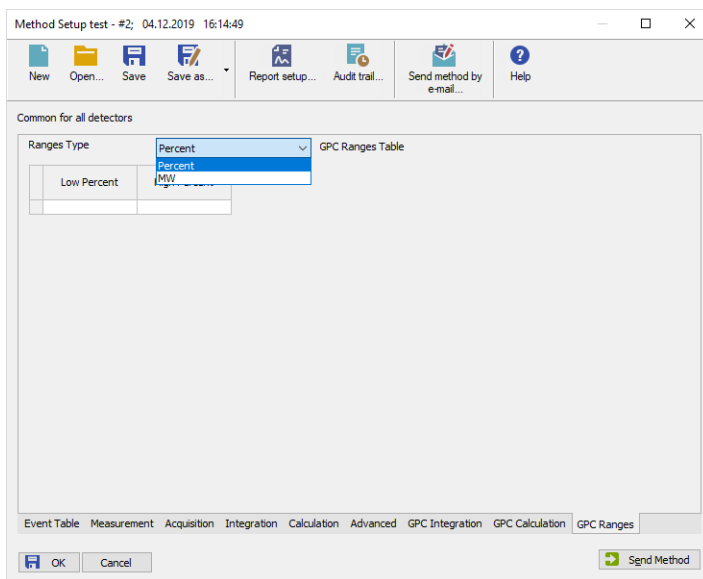 Method Setup test - #2; 04.12.2019 16:14:49
New Open... Save Save as... Report setup... Audit trail... Send method by e-mail... Help
Common for all detectors
Ranges Type Percent GPC Ranges Table
Percent
MW
Low Percent
Event Table Measurement Acquisition Integration Calculation Advanced GPC Integration GPC Calculation GPC Ranges
OK Cancel Send Method